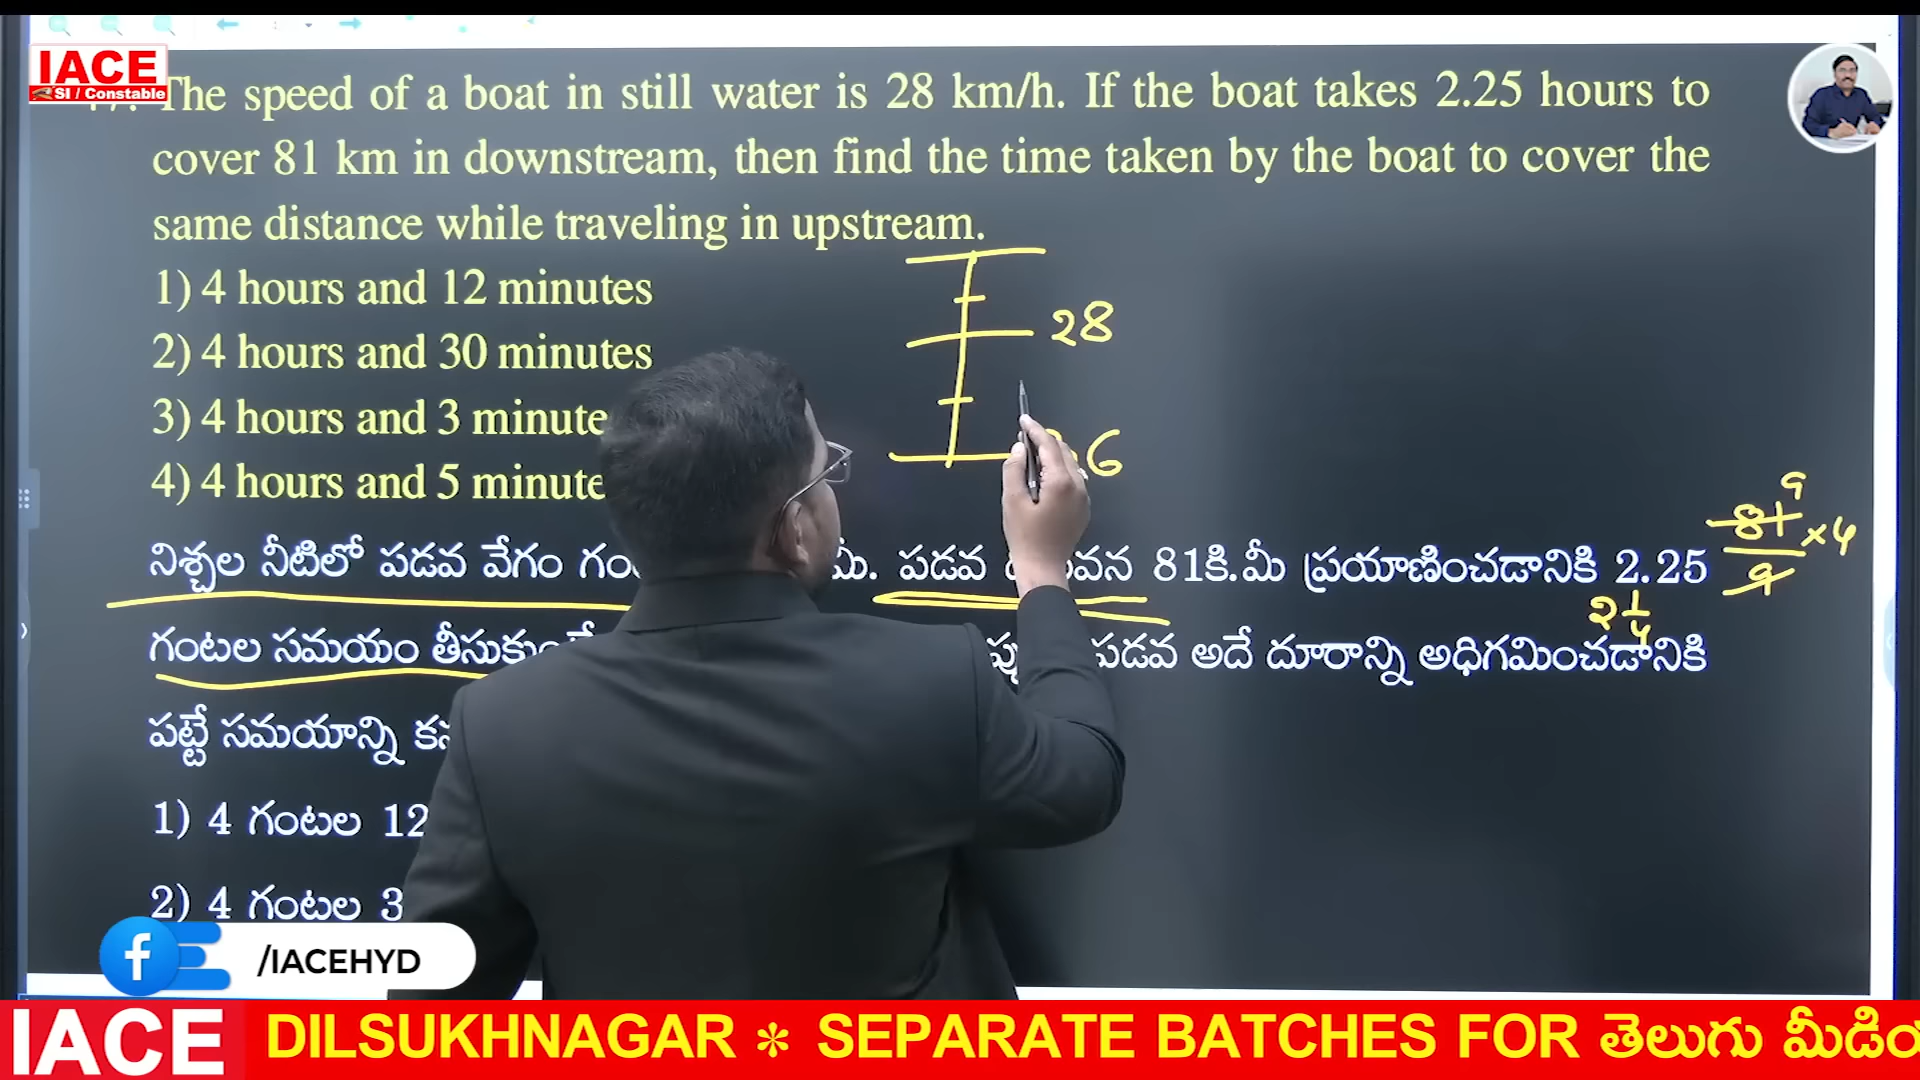 IACE
SI / Constable
The speed of a boat in still water is 28 km/h. If the boat takes 2.25 hours to
cover 81 km in downstream, then find the time taken by the boat to cover the
same distance while traveling in upstream.
1) 4 hours and 12 minutes
2) 4 hours and 30 minutes
3) 4 hours and 3 minute
4) 4 hours and 5 minute
28
6
9
81 × 4
9
2 1/4
నిశ్చల నీటిలో పడవ వేగం గం మీ. పడవ వన 81కి.మీ ప్రయాణించడానికి 2.25
గంటల సమయం పడవ అదే దూరాన్ని అధిగమించడానికి
పట్టే సమయాన్ని
1) 4 గంటల 12
2) 4 గంటల 3
f /IACEHYD
IACE DILSUKHNAGAR * SEPARATE BATCHES FOR తెలుగు మీడి